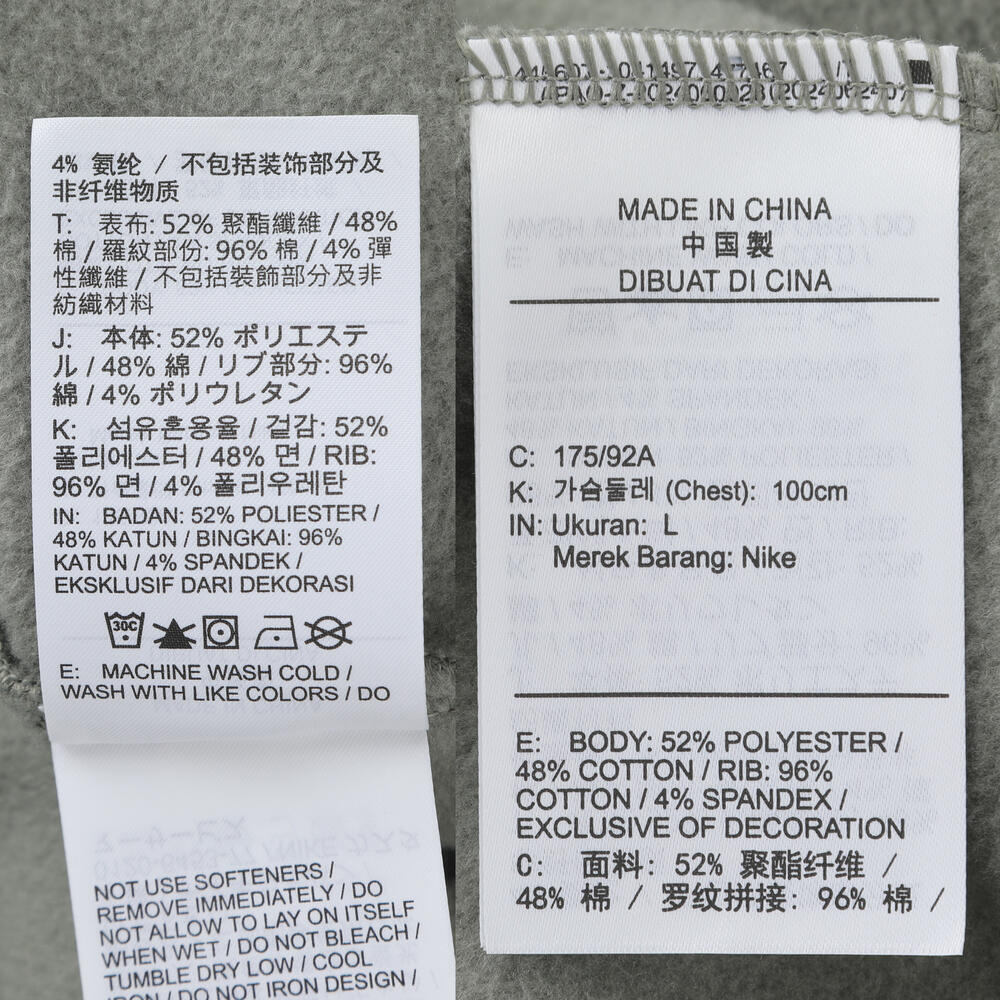 4% 氨纶 / 不包括装饰部分及
非纤维物质
T: 表布: 52% 聚酯纖維 / 48%
棉 / 羅紋部份: 96% 棉 / 4% 彈
性纖維 / 不包括裝飾部分及非
紡織材料
J: 本体: 52% ポリエステ
ル / 48% 綿 / リブ部分: 96%
綿 / 4% ポリウレタン
K: 섬유혼용율 / 겉감: 52%
폴리에스터 / 48% 면 / RIB:
96% 면 / 4% 폴리우레탄
IN: BADAN: 52% POLIESTER /
48% KATUN / BINGKAI: 96%
KATUN / 4% SPANDEK /
EKSKLUSIF DARI DEKORASI
30C
E: MACHINE WASH COLD /
WASH WITH LIKE COLORS / DO
NOT USE SOFTENERS /
REMOVE IMMEDIATELY / DO
NOT ALLOW TO LAY ON ITSELF
WHEN WET / DO NOT BLEACH /
TUMBLE DRY LOW / COOL
IRON / DO NOT IRON DESIGN /
MADE IN CHINA
中国製
DIBUAT DI CINA
C: 175/92A
K: 가슴둘레 (Chest): 100cm
IN: Ukuran: L
Merek Barang: Nike
E: BODY: 52% POLYESTER /
48% COTTON / RIB: 96%
COTTON / 4% SPANDEX /
EXCLUSIVE OF DECORATION
C: 面料: 52% 聚酯纤维 /
48% 棉 / 罗纹拼接: 96% 棉 /